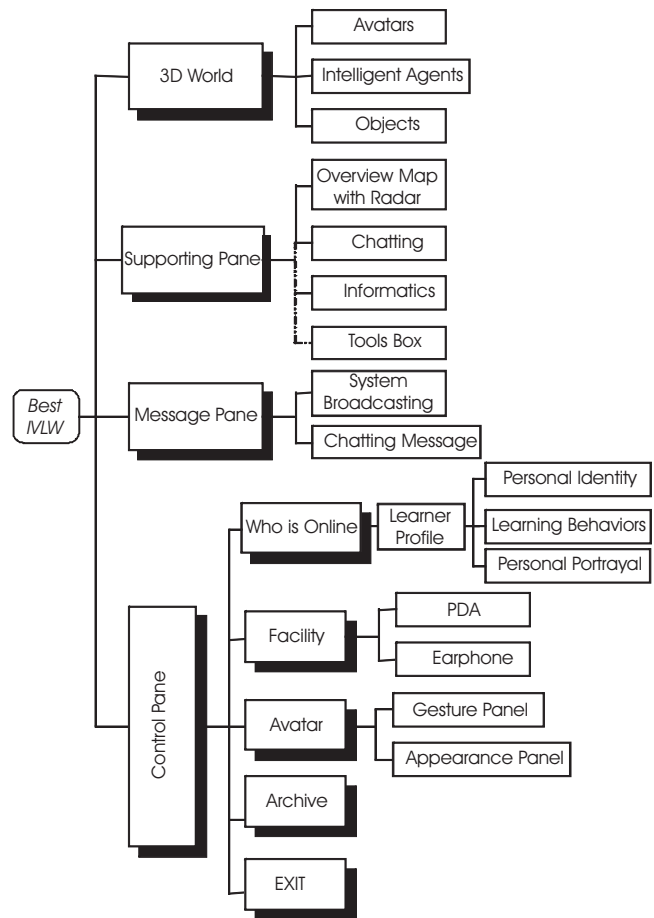 Avatars
3D World
Intelligent Agents
Objects
Overview Map
with Radar
Chatting
Supporting Pane
Informatics
Tools Box
System
Broadcasting
Best
IVLW
Message Pane
Chatting Message
Personal Identity
Who is Online
Learner
Profile
Learning Behaviors
Personal Portrayal
PDA
Facility
Earphone
Control Pane
Gesture Panel
Avatar
Appearance Panel
Archive
EXIT